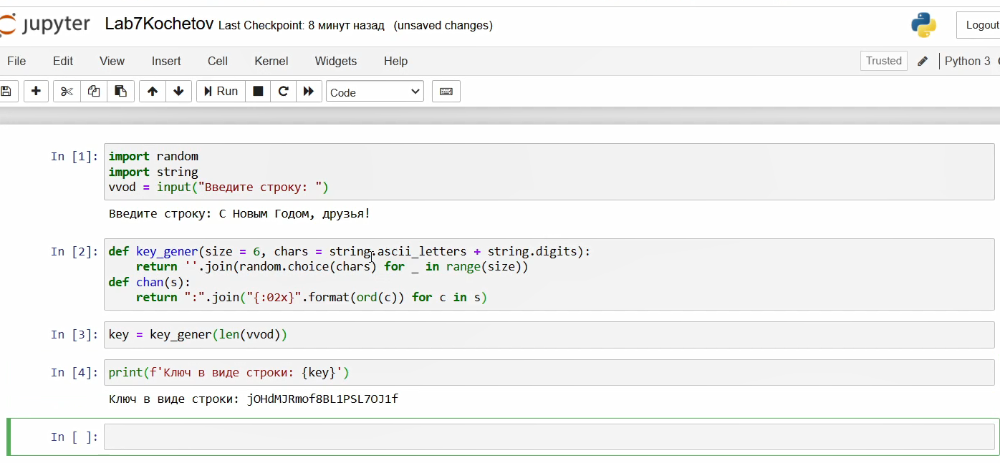 jupyter Lab7Kochetov Last Checkpoint: 8 минут назад (unsaved changes) Logout
File Edit View Insert Cell Kernel Widgets Help Trusted Python 3
Run Code
In [1]: import random
import string
vvod = input("Введите строку: ")
Введите строку: С Новым Годом, друзья!
In [2]: def key_gener(size = 6, chars = string.ascii_letters + string.digits):
return ''.join(random.choice(chars) for _ in range(size))
def chan(s):
return ":".join("{:02x}".format(ord(c)) for c in s)
In [3]: key = key_gener(len(vvod))
In [4]: print(f'Ключ в виде строки: {key}')
Ключ в виде строки: jOHdMJRmof8BL1PSL7OJ1f
In [ ]: